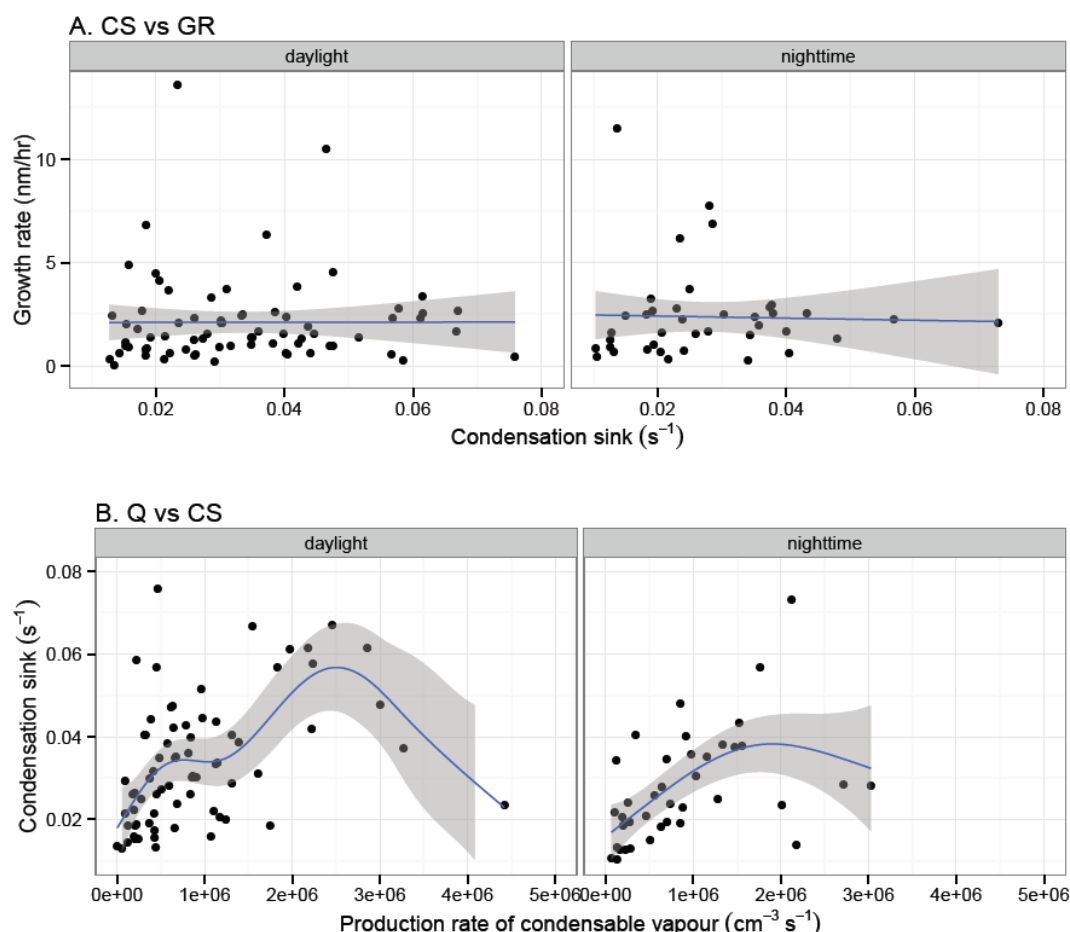 A. CS vs GR
daylight nighttime
10
5
0
Growth rate (nm/hr)
0.02 0.04 0.06 0.08 0.02 0.04 0.06 0.08
Condensation sink (s⁻¹)
B. Q vs CS
daylight nighttime
0.08
0.06
0.04
0.02
Condensation sink (s⁻¹)
0e+00 1e+06 2e+06 3e+06 4e+06 5e+06 0e+00 1e+06 2e+06 3e+06 4e+06 5e+06
Production rate of condensable vapour (cm⁻³ s⁻¹)